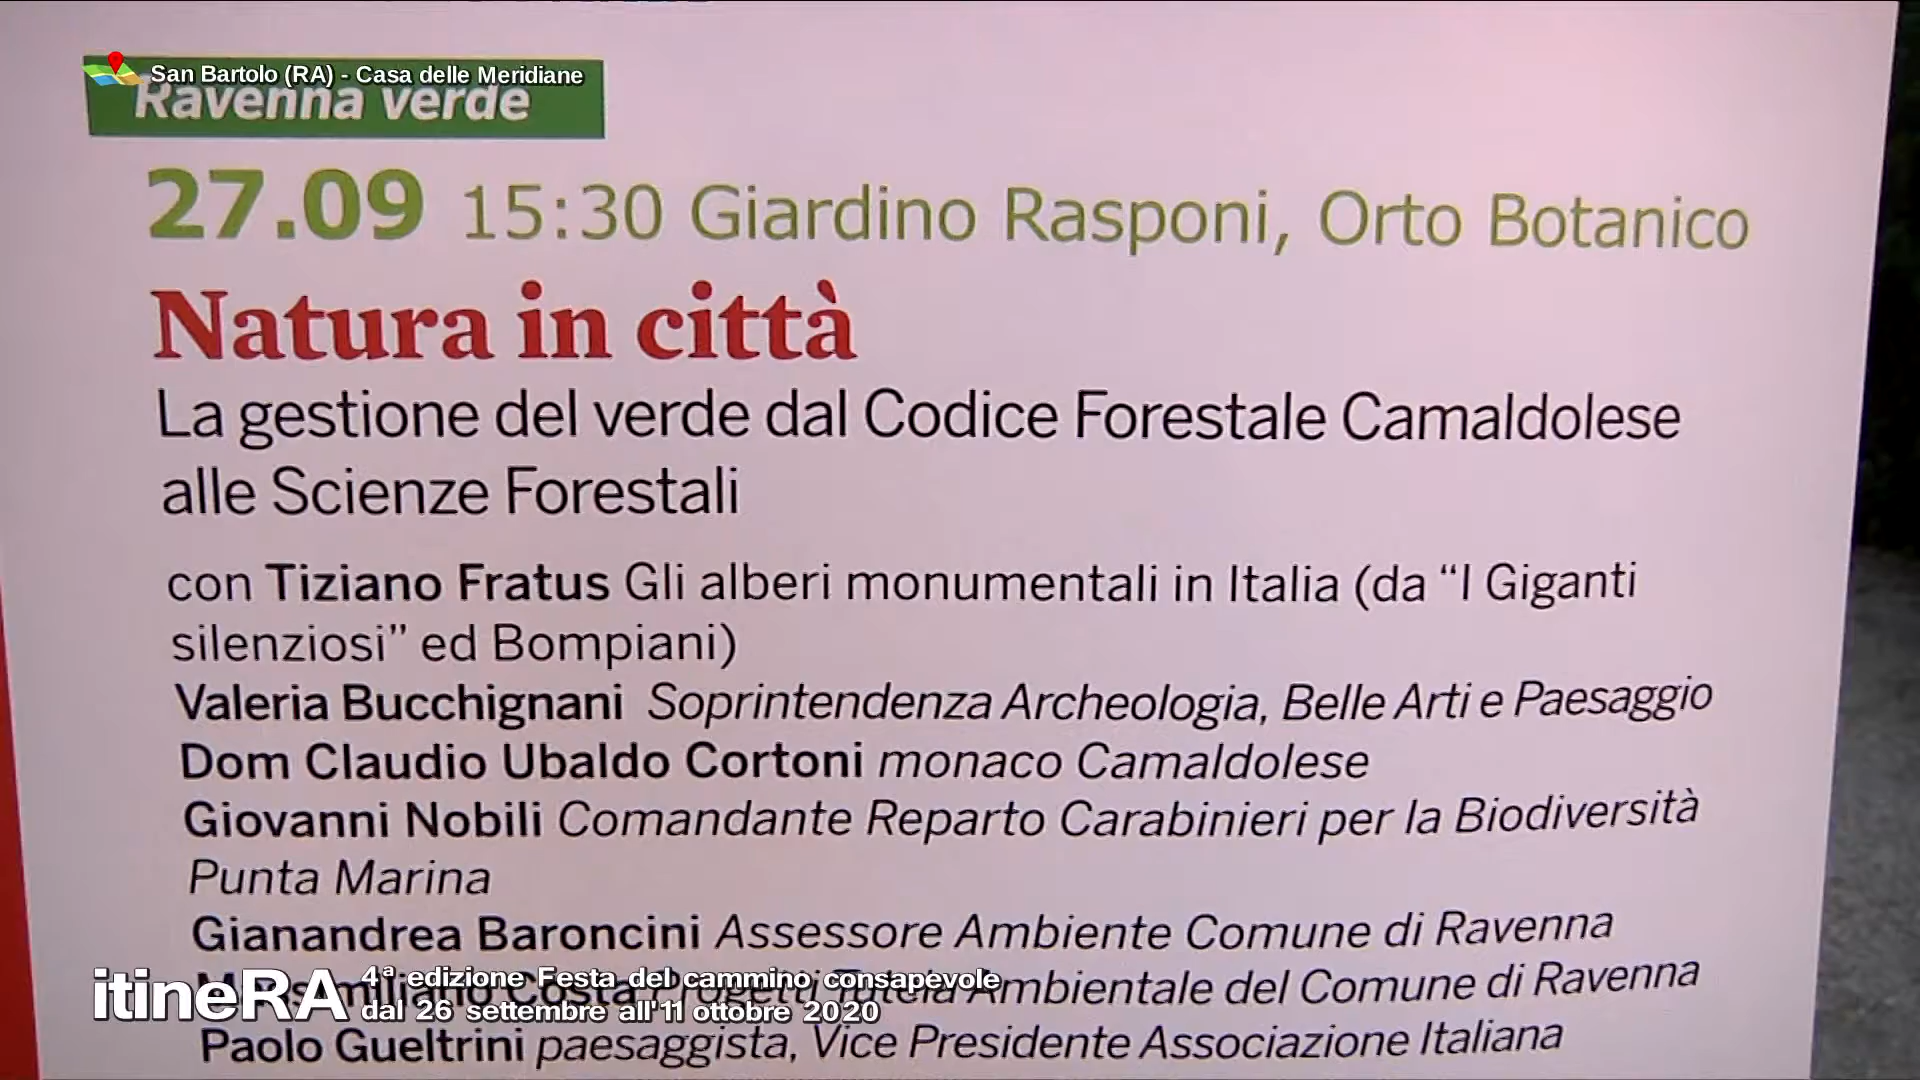 San Bartolo (RA) - Casa delle Meridiane
Ravenna verde
27.09 15:30 Giardino Rasponi, Orto Botanico
Natura in città
La gestione del verde dal Codice Forestale Camaldolese
alle Scienze Forestali
con Tiziano Fratus Gli alberi monumentali in Italia (da “I Giganti
silenziosi” ed Bompiani)
Valeria Bucchignani Soprintendenza Archeologia, Belle Arti e Paesaggio
Dom Claudio Ubaldo Cortoni monaco Camaldolese
Giovanni Nobili Comandante Reparto Carabinieri per la Biodiversità
Punta Marina
Gianandrea Baroncini Assessore Ambiente Comune di Ravenna
Costa Ambientale del Comune di Ravenna
itineRA 4ª edizione Festa del cammino consapevole
dal 26 settembre all'11 ottobre 2020
Paolo Gueltrini paesaggista, Vice Presidente Associazione Italiana